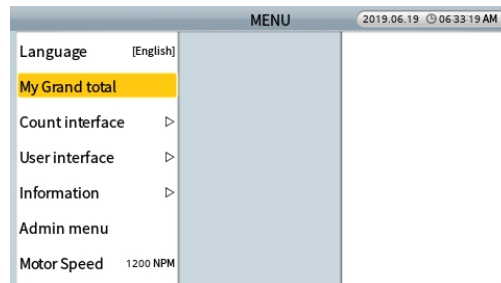 MENU 2019.06.19 06:33:19 AM
Language [English]
My Grand total
Count interface
User interface
Information
Admin menu
Motor Speed 1200 NPM